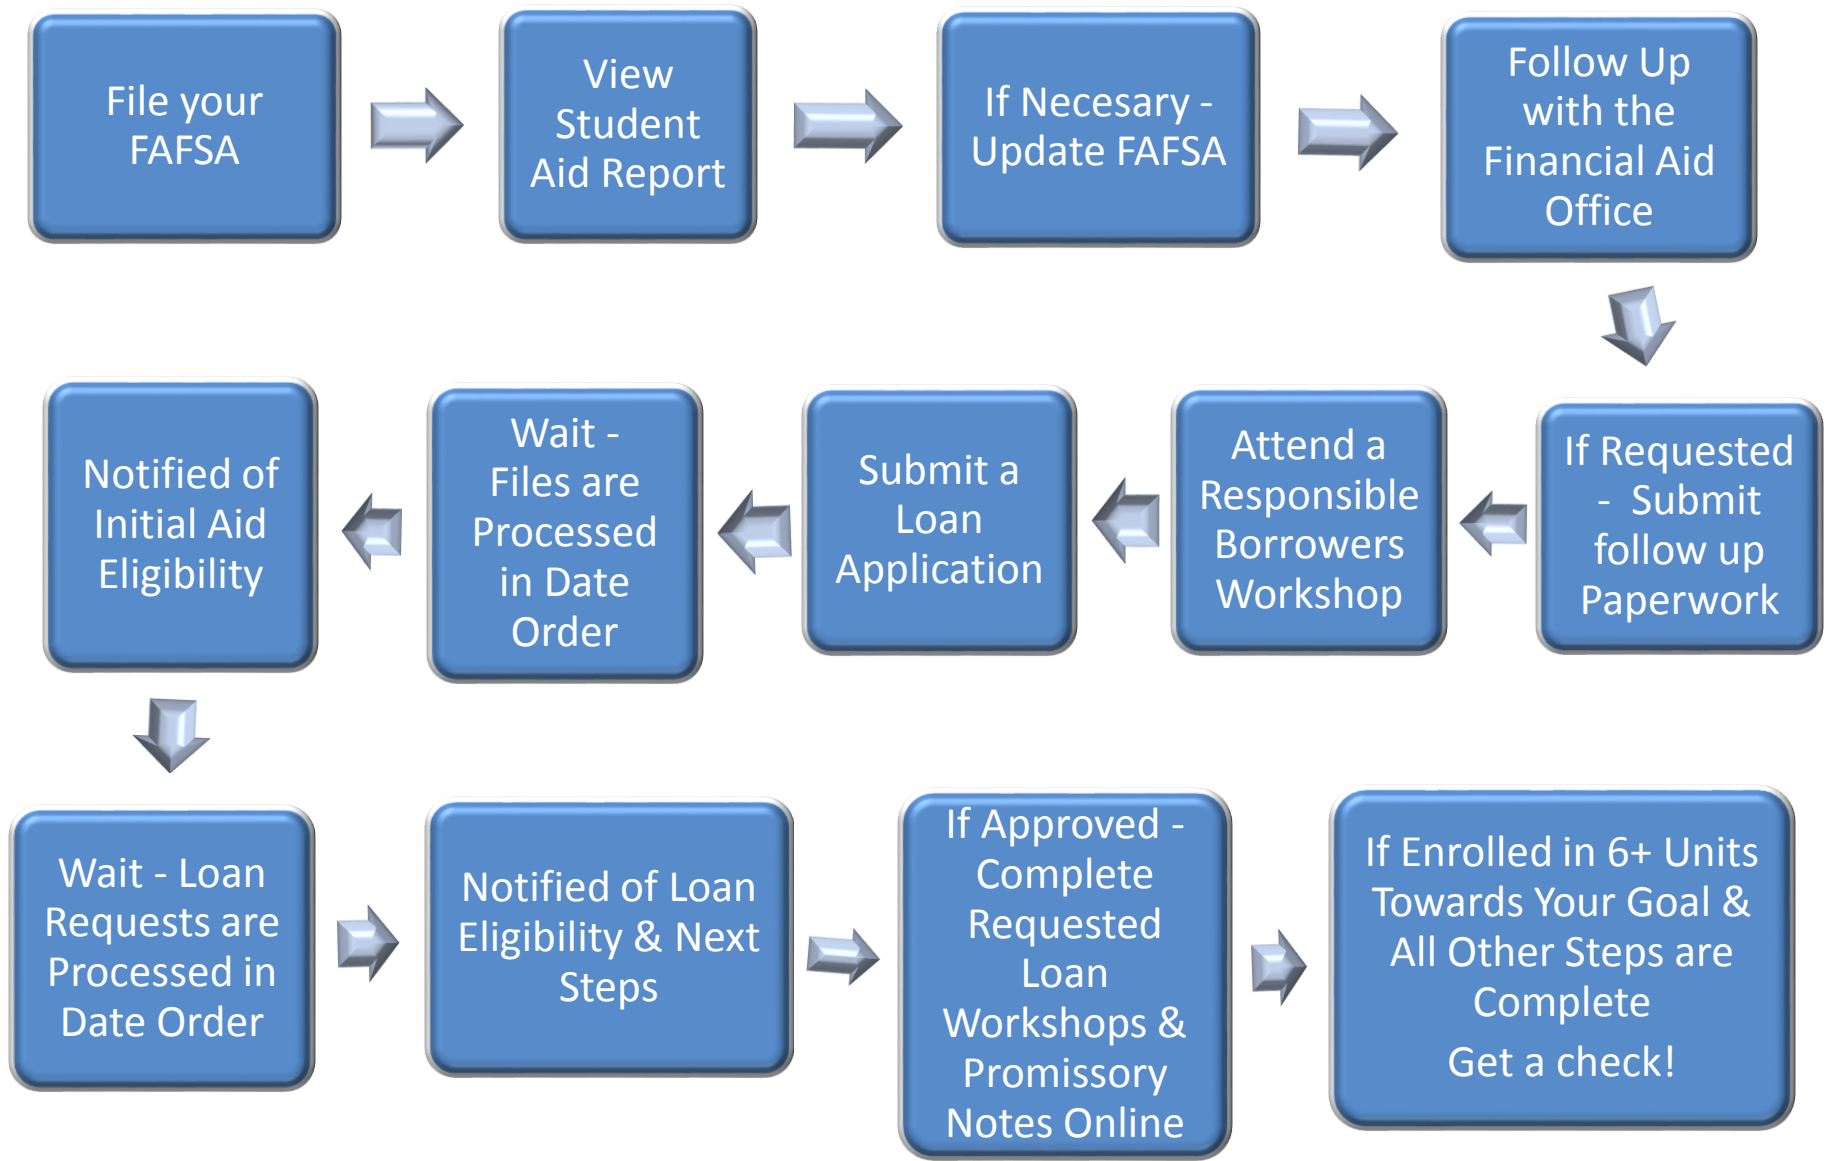 File your
FAFSA
View
Student
Aid Report
If Necesary -
Update FAFSA
Follow Up
with the
Financial Aid
Office
If Requested
- Submit
follow up
Paperwork
Attend a
Responsible
Borrowers
Workshop
Submit a
Loan
Application
Wait -
Files are
Processed
in Date
Order
Notified of
Initial Aid
Eligibility
Wait - Loan
Requests are
Processed in
Date Order
Notified of Loan
Eligibility & Next
Steps
If Approved -
Complete
Requested
Loan
Workshops &
Promissory
Notes Online
If Enrolled in 6+ Units
Towards Your Goal &
All Other Steps are
Complete
Get a check!